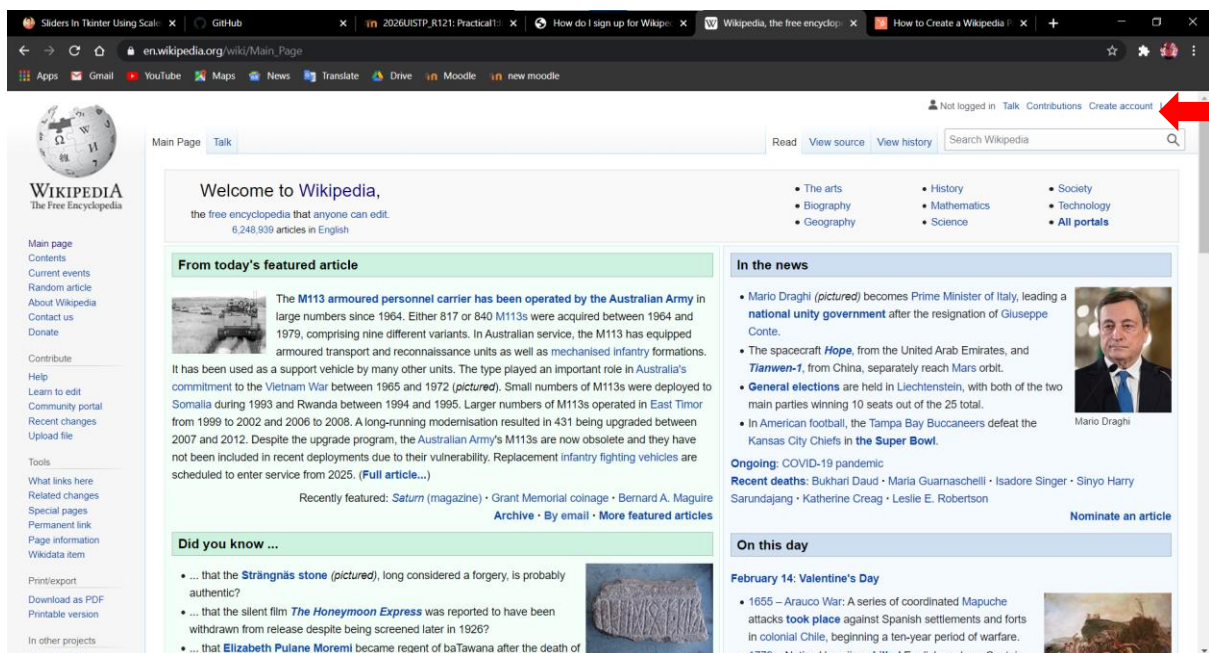 Sliders In Tkinter Using Scale
GitHub
2026UISTP_R121: Practical1:
How do I sign up for Wikiped
Wikipedia, the free encyclop
How to Create a Wikipedia P
en.wikipedia.org/wiki/Main_Page
Apps Gmail YouTube Maps News Translate Drive Moodle new moodle
Not logged in Talk Contributions Create account
Main Page Talk
Read View source View history Search Wikipedia
WIKIPEDIA
The Free Encyclopedia
Main page
Contents
Current events
Random article
About Wikipedia
Contact us
Donate
Contribute
Help
Learn to edit
Community portal
Recent changes
Upload file
Tools
What links here
Related changes
Special pages
Permanent link
Page information
Wikidata item
Print/export
Download as PDF
Printable version
In other projects
Welcome to Wikipedia,
the free encyclopedia that anyone can edit.
6,248,939 articles in English
• The arts
• Biography
• Geography
• History
• Mathematics
• Science
• Society
• Technology
• All portals
From today's featured article
The M113 armoured personnel carrier has been operated by the Australian Army in
large numbers since 1964. Either 817 or 840 M113s were acquired between 1964 and
1979, comprising nine different variants. In Australian service, the M113 has equipped
armoured transport and reconnaissance units as well as mechanised infantry formations.
It has been used as a support vehicle by many other units. The type played an important role in Australia's
commitment to the Vietnam War between 1965 and 1972 (pictured). Small numbers of M113s were deployed to
Somalia during 1993 and Rwanda between 1994 and 1995. Larger numbers of M113s operated in East Timor
from 1999 to 2002 and 2006 to 2008. A long-running modernisation resulted in 431 being upgraded between
2007 and 2012. Despite the upgrade program, the Australian Army's M113s are now obsolete and they have
not been included in recent deployments due to their vulnerability. Replacement infantry fighting vehicles are
scheduled to enter service from 2025. (Full article...)
Recently featured: Saturn (magazine) · Grant Memorial coinage · Bernard A. Maguire
Archive · By email · More featured articles
Did you know ...
• ... that the Strängnäs stone (pictured), long considered a forgery, is probably
authentic?
• ... that the silent film The Honeymoon Express was reported to have been
withdrawn from release despite being screened later in 1926?
• ... that Elizabeth Pulane Moremi became regent of baTawana after the death of
In the news
• Mario Draghi (pictured) becomes Prime Minister of Italy, leading a
national unity government after the resignation of Giuseppe
Conte.
• The spacecraft Hope, from the United Arab Emirates, and
Tianwen-1, from China, separately reach Mars orbit.
• General elections are held in Liechtenstein, with both of the two
main parties winning 10 seats out of the 25 total.
• In American football, the Tampa Bay Buccaneers defeat the
Kansas City Chiefs in the Super Bowl.
Mario Draghi
Ongoing: COVID-19 pandemic
Recent deaths: Bukhari Daud · Maria Guarnaschelli · Isadore Singer · Sinyo Harry
Sarundajang · Katherine Creag · Leslie E. Robertson
Nominate an article
On this day
February 14: Valentine's Day
• 1655 – Arauco War: A series of coordinated Mapuche
attacks took place against Spanish settlements and forts
in colonial Chile, beginning a ten-year period of warfare.